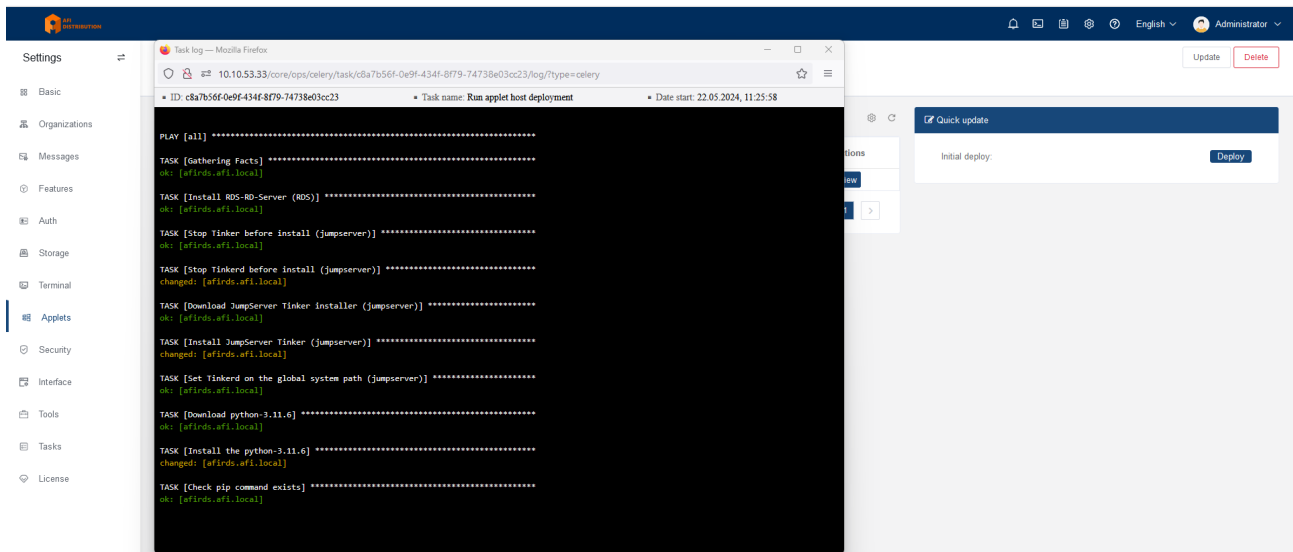 AFI
DISTRIBUTION
English
Administrator
Settings
Update
Delete
Basic
Organizations
Messages
Features
Auth
Storage
Terminal
Applets
Security
Interface
Tools
Tasks
License
Task log — Mozilla Firefox
10.10.53.33/core/ops/celery/task/c8a7b56f-0e9f-434f-8f79-74738e03cc23/log/?type=celery
ID: c8a7b56f-0e9f-434f-8f79-74738e03cc23
Task name: Run applet host deployment
Date start: 22.05.2024, 11:25:58
PLAY [all] *********************************************************************
TASK [Gathering Facts] *********************************************************
ok: [afirds.afi.local]
TASK [Install RDS-RD-Server (RDS)] *********************************************
ok: [afirds.afi.local]
TASK [Stop Tinker before install (jumpserver)] *********************************
ok: [afirds.afi.local]
TASK [Stop Tinkerd before install (jumpserver)] ********************************
changed: [afirds.afi.local]
TASK [Download JumpServer Tinker installer (jumpserver)] ***********************
ok: [afirds.afi.local]
TASK [Install JumpServer Tinker (jumpserver)] **********************************
changed: [afirds.afi.local]
TASK [Set Tinkerd on the global system path (jumpserver)] **********************
ok: [afirds.afi.local]
TASK [Download python-3.11.6] **************************************************
ok: [afirds.afi.local]
TASK [Install the python-3.11.6] ***********************************************
changed: [afirds.afi.local]
TASK [Check pip command exists] ************************************************
ok: [afirds.afi.local]
tions
iew
1
Quick update
Initial deploy:
Deploy